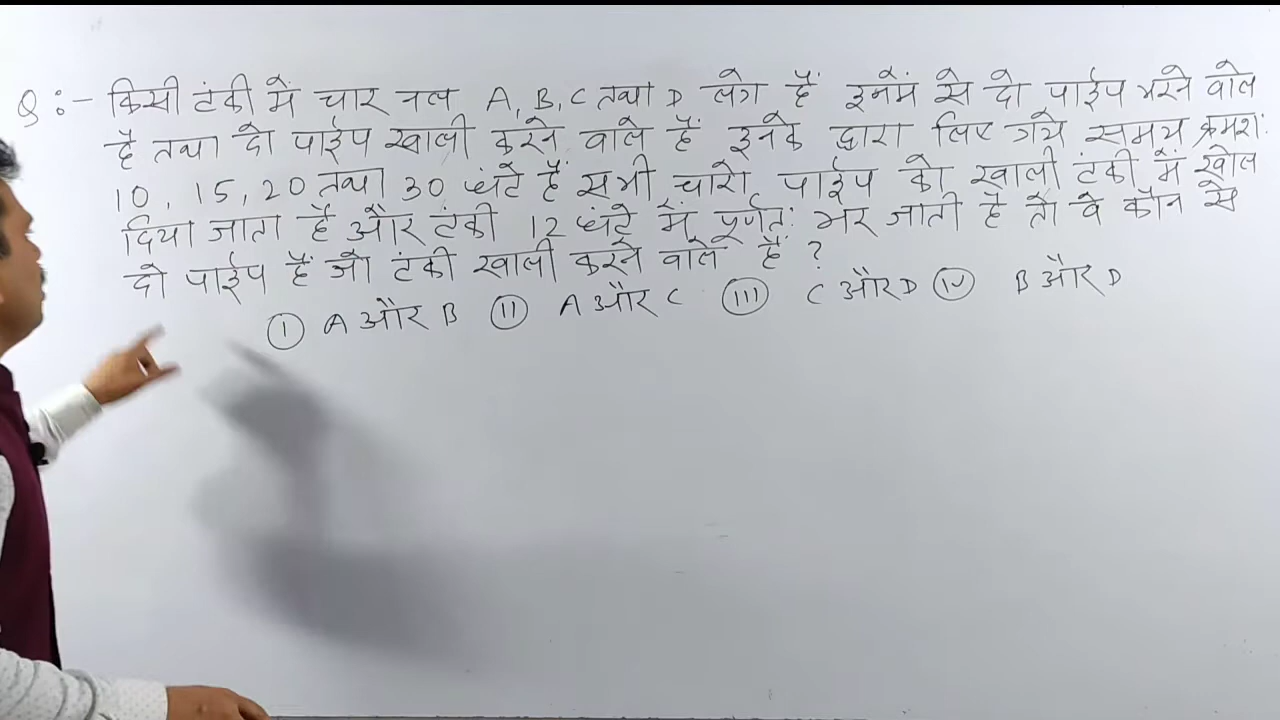 Q:- किसी टंकी में चार नल A, B, C तथा D लगे हैं इनमें से दो पाईप भरने वाले
है तथा दो पाईप खाली करने वाले हैं इनके द्वारा लिए गये समय क्रमश:
10, 15, 20 तथा 30 घंटे हैं सभी चारो पाईप को खाली टंकी में खोल
दिया जाता है और टंकी 12 घंटे में पूर्णत: भर जाती है तो वे कौन से
दो पाईप हैं जो टंकी खाली करने वाले हैं ?
(I) A और B (II) A और C (III) C और D (IV) B और D